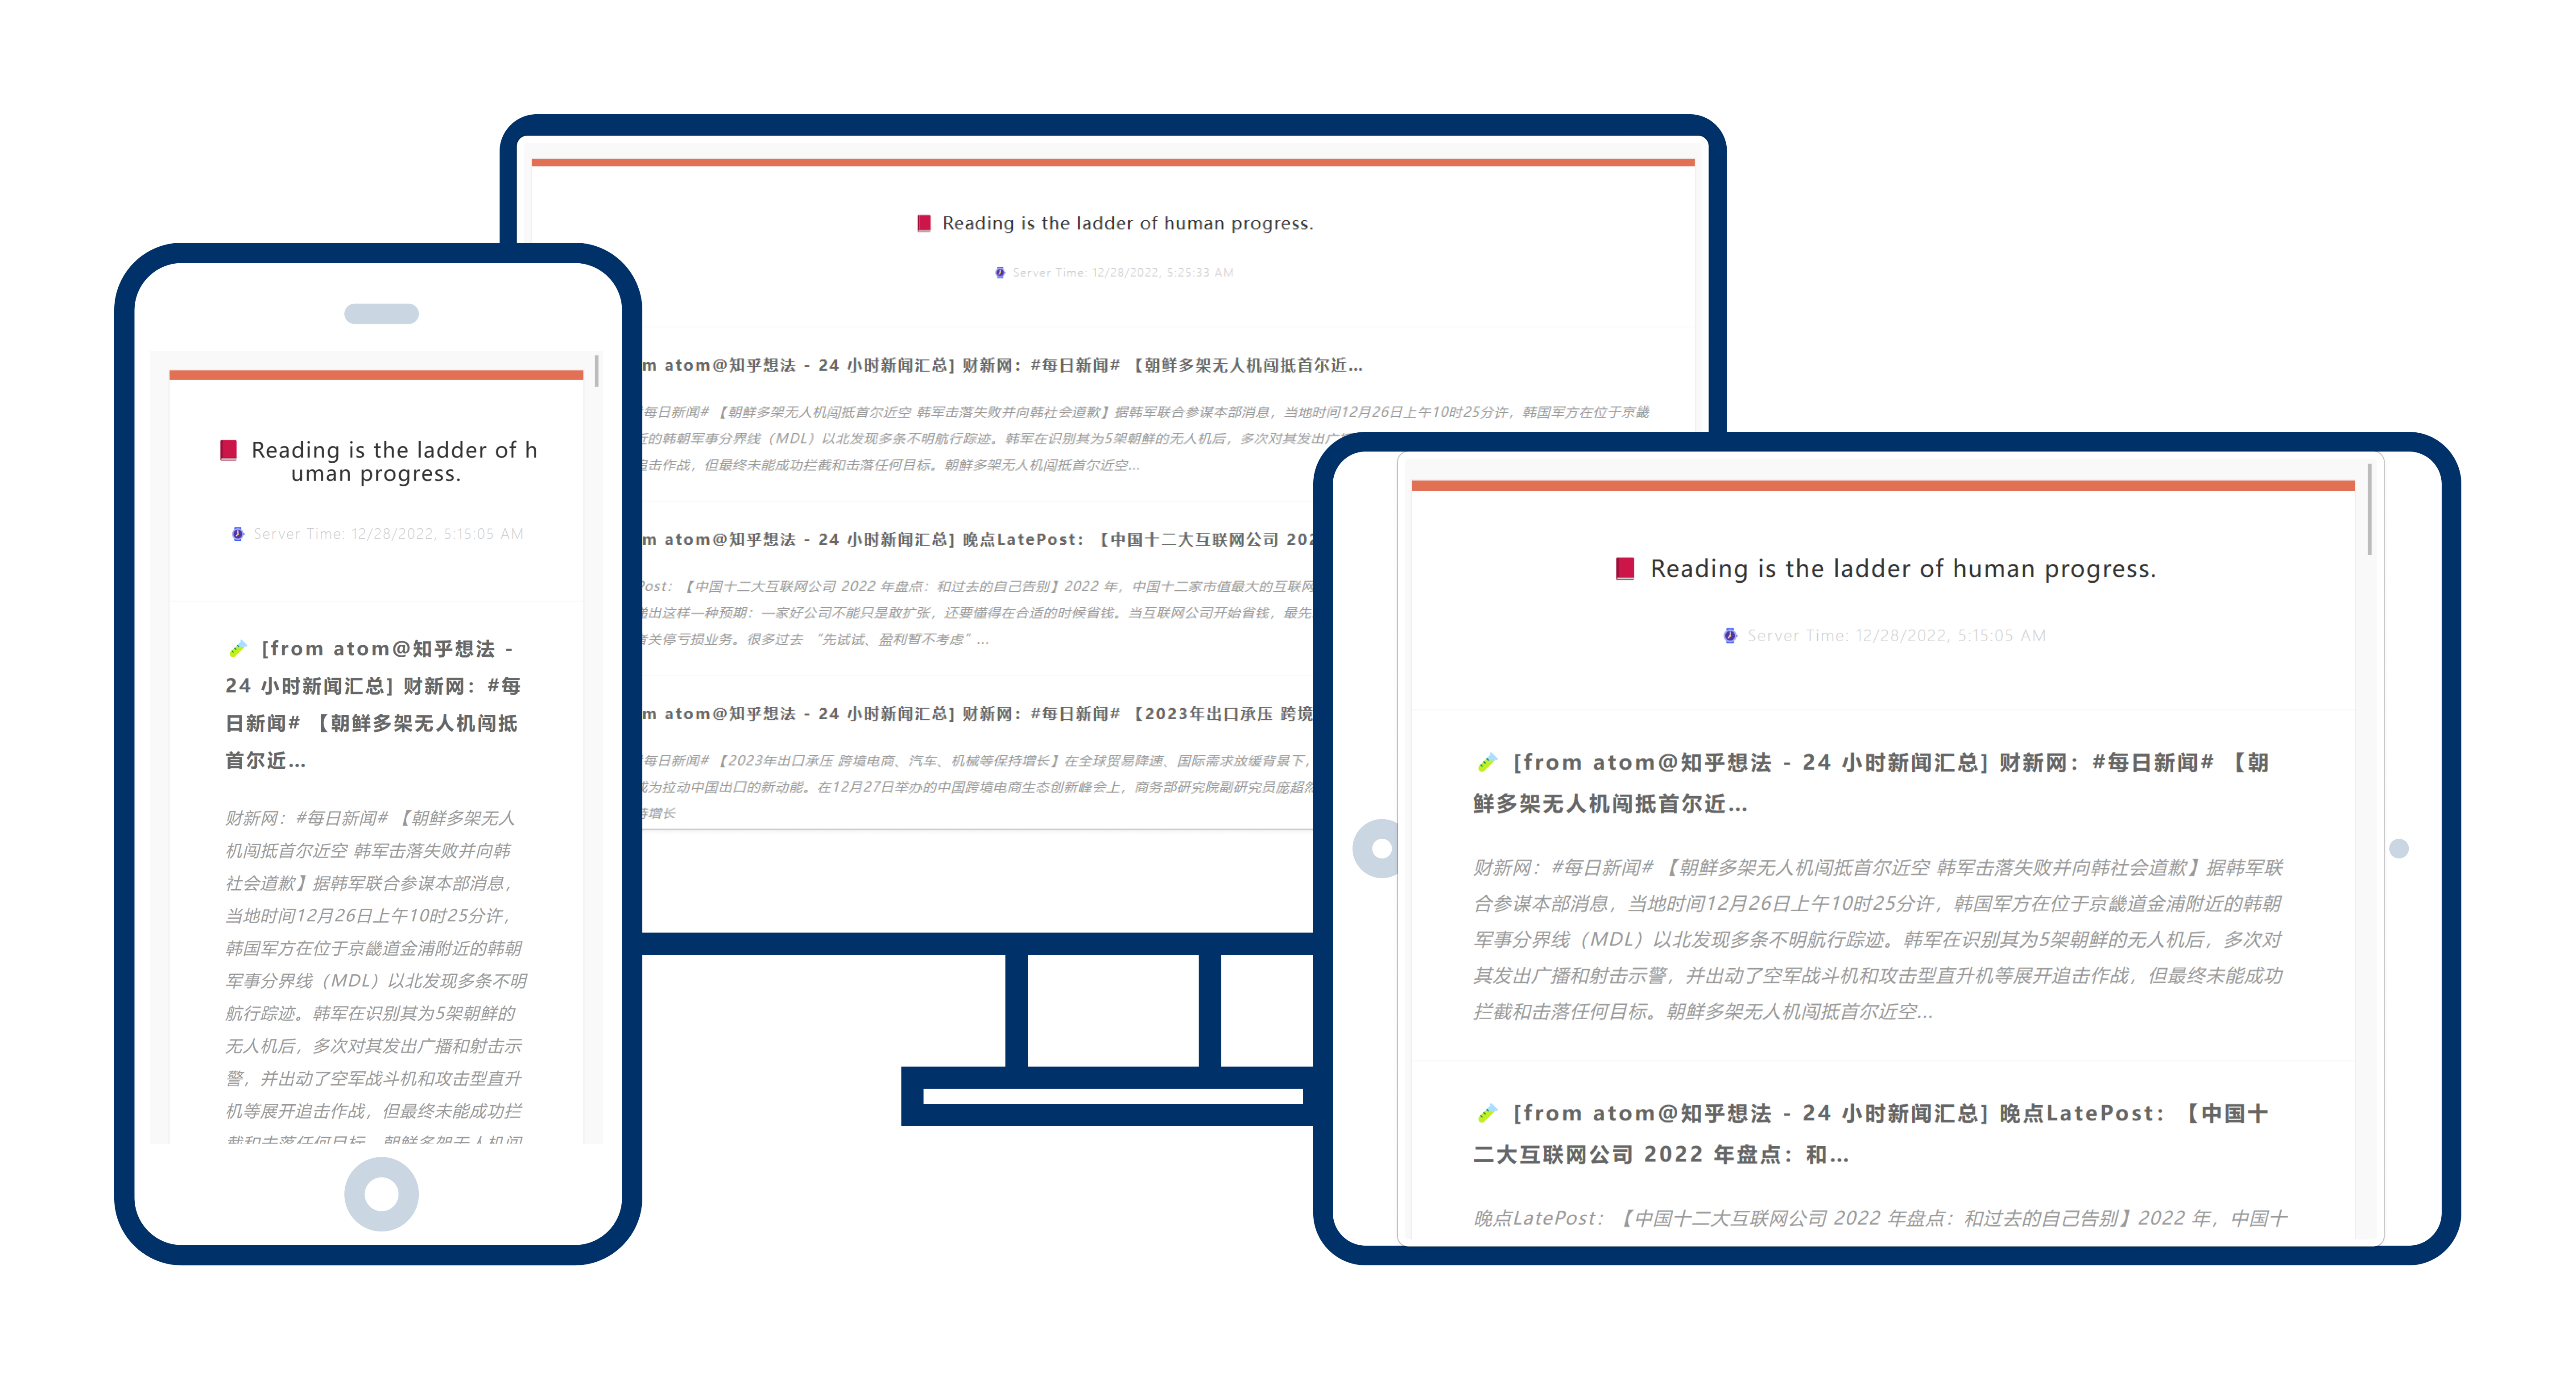 📕 Reading is the ladder of human progress.
⌚ Server Time: 12/28/2022, 5:25:33 AM
m atom@知乎想法 - 24 小时新闻汇总] 财新网：#每日新闻# 【朝鲜多架无人机闯抵首尔近...
每日新闻# 【朝鲜多架无人机闯抵首尔近空 韩军击落失败并向韩社会道歉】据韩军联合参谋本部消息，当地时间12月26日上午10时25分许，韩国军方在位于京畿
的韩朝军事分界线（MDL）以北发现多条不明航行踪迹。韩军在识别其为5架朝鲜的无人机后，多次对其发出广
击作战，但最终未能成功拦截和击落任何目标。朝鲜多架无人机闯抵首尔近空...
m atom@知乎想法 - 24 小时新闻汇总] 晚点LatePost：【中国十二大互联网公司 202
Post：【中国十二大互联网公司 2022 年盘点：和过去的自己告别】2022 年，中国十二家市值最大的互联网
出这样一种预期：一家好公司不能只是敢扩张，还要懂得在合适的时候省钱。当互联网公司开始省钱，最先
关停亏损业务。很多过去 “先试试、盈利暂不考虑” ...
m atom@知乎想法 - 24 小时新闻汇总] 财新网：#每日新闻# 【2023年出口承压 跨境
每日新闻# 【2023年出口承压 跨境电商、汽车、机械等保持增长】在全球贸易降速、国际需求放缓背景下，
成为拉动中国出口的新动能。在12月27日举办的中国跨境电商生态创新峰会上，商务部研究院副研究员庞超然
增长
📕 Reading is the ladder of h
uman progress.
⌚ Server Time: 12/28/2022, 5:15:05 AM
🧪 [from atom@知乎想法 -
24 小时新闻汇总] 财新网：#每
日新闻# 【朝鲜多架无人机闯抵
首尔近...
财新网：#每日新闻# 【朝鲜多架无人
机闯抵首尔近空 韩军击落失败并向韩
社会道歉】据韩军联合参谋本部消息，
当地时间12月26日上午10时25分许，
韩国军方在位于京畿道金浦附近的韩朝
军事分界线（MDL）以北发现多条不明
航行踪迹。韩军在识别其为5架朝鲜的
无人机后，多次对其发出广播和射击示
警，并出动了空军战斗机和攻击型直升
机等展开追击作战，但最终未能成功拦
截和击落任何目标。朝鲜多架无人机闯
📕 Reading is the ladder of human progress.
⌚ Server Time: 12/28/2022, 5:15:05 AM
🧪 [from atom@知乎想法 - 24 小时新闻汇总] 财新网：#每日新闻# 【朝
鲜多架无人机闯抵首尔近...
财新网：#每日新闻# 【朝鲜多架无人机闯抵首尔近空 韩军击落失败并向韩社会道歉】据韩军联
合参谋本部消息，当地时间12月26日上午10时25分许，韩国军方在位于京畿道金浦附近的韩朝
军事分界线（MDL）以北发现多条不明航行踪迹。韩军在识别其为5架朝鲜的无人机后，多次对
其发出广播和射击示警，并出动了空军战斗机和攻击型直升机等展开追击作战，但最终未能成功
拦截和击落任何目标。朝鲜多架无人机闯抵首尔近空...
🧪 [from atom@知乎想法 - 24 小时新闻汇总] 晚点LatePost：【中国十
二大互联网公司 2022 年盘点：和...
晚点LatePost：【中国十二大互联网公司 2022 年盘点：和过去的自己告别】2022 年，中国十